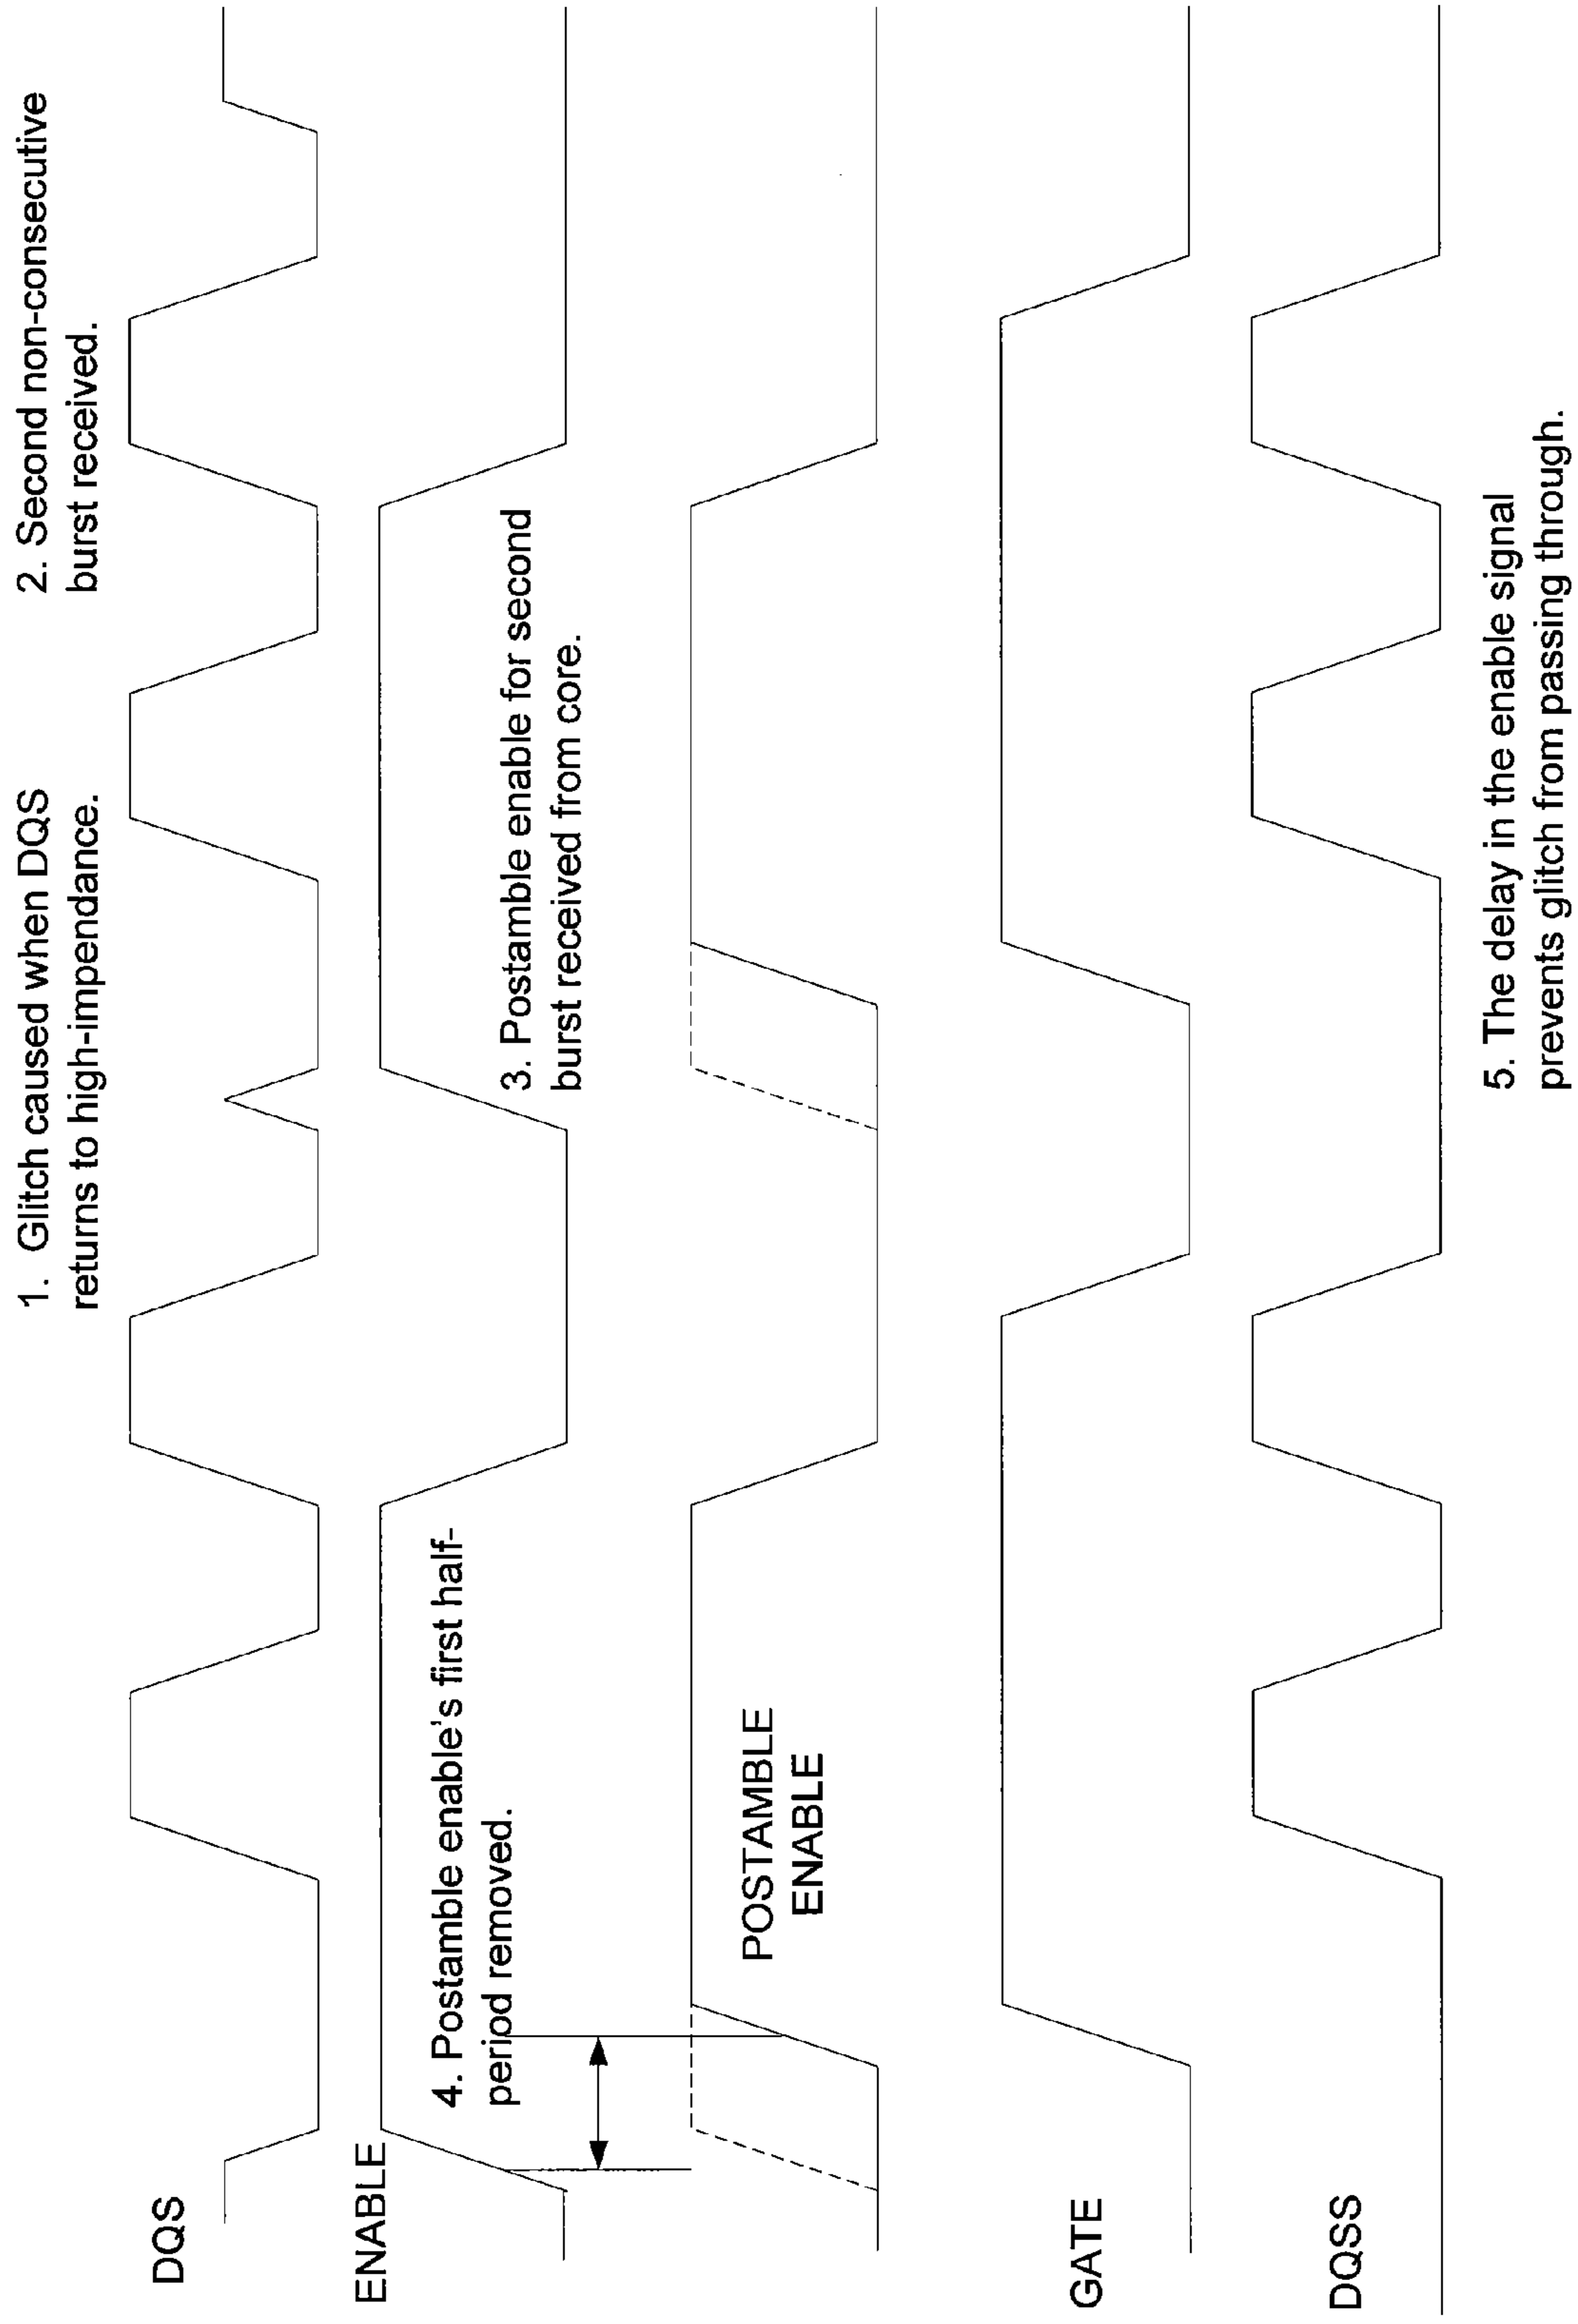 1. Glitch caused when DQS
returns to high-impendance.
2. Second non-consecutive
burst received.
DQS
ENABLE
3. Postamble enable for second
burst received from core.
4. Postamble enable's first half-
period removed.
POSTAMBLE
ENABLE
GATE
DQSS
5. The delay in the enable signal
prevents glitch from passing through.